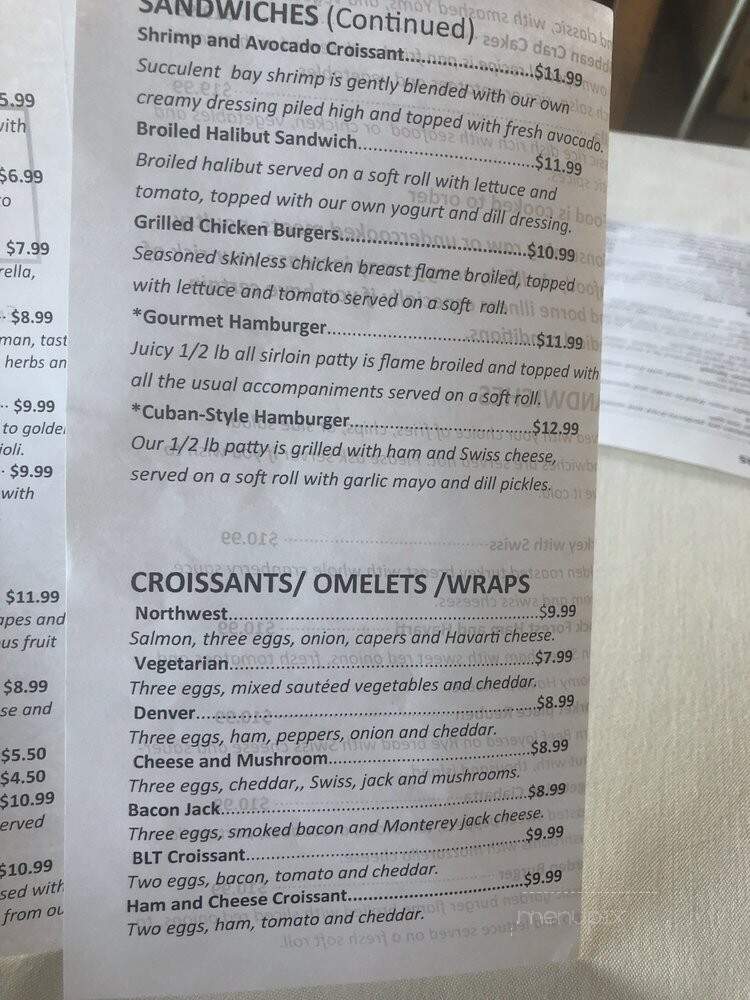 SANDWICHES (Continued)
Shrimp and Avocado Croissant..............................$11.99
Succulent bay shrimp is gently blended with our own
creamy dressing piled high and topped with fresh avocado.
Broiled Halibut Sandwich......................................$11.99
Broiled halibut served on a soft roll with lettuce and
tomato, topped with our own yogurt and dill dressing.
Grilled Chicken Burgers........................................$10.99
Seasoned skinless chicken breast flame broiled, topped
with lettuce and tomato served on a soft roll.
*Gourmet Hamburger............................................$11.99
Juicy 1/2 lb all sirloin patty is flame broiled and topped with
all the usual accompaniments served on a soft roll.
*Cuban-Style Hamburger.......................................$12.99
Our 1/2 lb patty is grilled with ham and Swiss cheese,
served on a soft roll with garlic mayo and dill pickles.
CROISSANTS/ OMELETS /WRAPS
Northwest..........................................................$9.99
Salmon, three eggs, onion, capers and Havarti cheese.
Vegetarian..........................................................$7.99
Three eggs, mixed sautéed vegetables and cheddar.
Denver...............................................................$8.99
Three eggs, ham, peppers, onion and cheddar.
Cheese and Mushroom.........................................$8.99
Three eggs, cheddar,, Swiss, jack and mushrooms.
Bacon Jack..........................................................$8.99
Three eggs, smoked bacon and Monterey jack cheese.
BLT Croissant......................................................$9.99
Two eggs, bacon, tomato and cheddar.
Ham and Cheese Croissant...................................$9.99
Two eggs, ham, tomato and cheddar.
5.99
with
$6.99
$7.99
rella,
$8.99
man, tast
herbs an
$9.99
to golde
ioli.
$9.99
with
$11.99
apes and
us fruit
$8.99
se and
$5.50
$4.50
$10.99
erved
$10.99
sed with
from ou
menupix